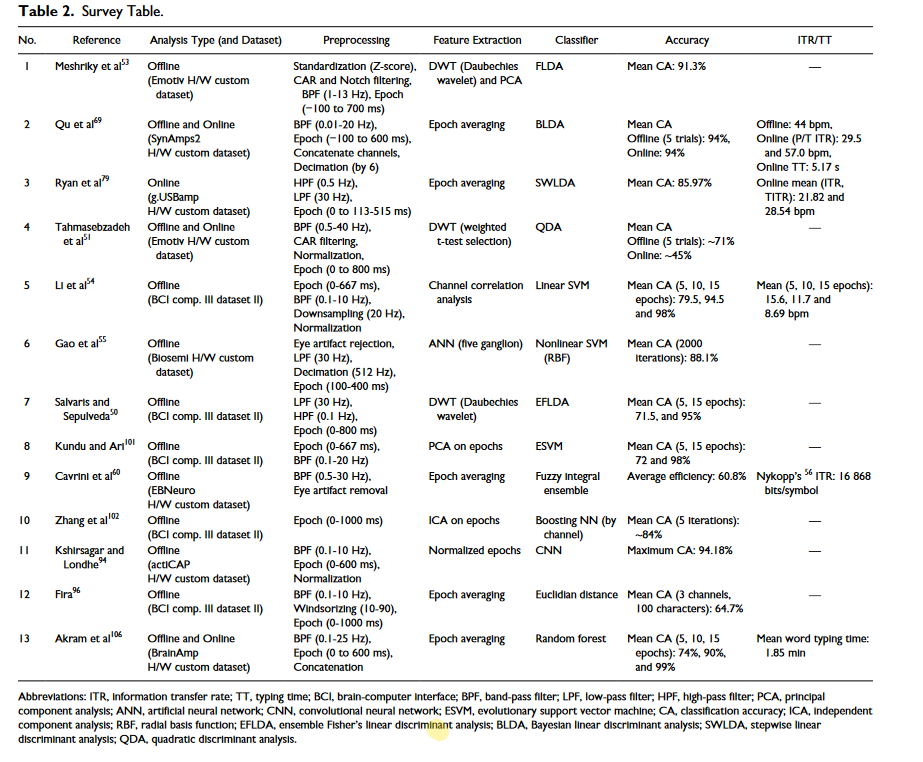 Table 2. Survey Table.
No. Reference Analysis Type (and Dataset) Preprocessing Feature Extraction Classifier Accuracy ITR/TT
1 Meshriky et al53 Offline Standardization (Z-score), DWT (Daubechies FLDA Mean CA: 91.3% —
(Emotiv H/W custom CAR and Notch filtering, wavelet) and PCA
dataset) BPF (1-13 Hz), Epoch
(−100 to 700 ms)
2 Qu et al69 Offline and Online BPF (0.01-20 Hz), Epoch averaging BLDA Mean CA Offline: 44 bpm,
(SynAmps2 Epoch (−100 to 600 ms), Offline (5 trials): 94%, Online (P/T ITR): 29.5
H/W custom dataset) Concatenate channels, Online: 94% and 57.0 bpm,
Decimation (by 6) Online TT: 5.17 s
3 Ryan et al79 Online HPF (0.5 Hz), Epoch averaging SWLDA Mean CA: 85.97% Online mean (ITR,
(g.USBamp LPF (30 Hz), TITR): 21.82 and
H/W custom dataset) Epoch (0 to 113-515 ms) 28.54 bpm
4 Tahmasebzadeh Offline and Online BPF (0.5-40 Hz), DWT (weighted QDA Mean CA —
et al51 (Emotiv H/W custom CAR filtering, t-test selection) Offline (5 trials): ~71%
dataset) Normalization, Online: ~45%
Epoch (0 to 800 ms)
5 Li et al54 Offline Epoch (0-667 ms), Channel correlation Linear SVM Mean CA (5, 10, 15 Mean (5, 10, 15 epochs):
(BCI comp. III dataset II) BPF (0.1-10 Hz), analysis epochs): 79.5, 94.5 15.6, 11.7 and
Downsampling (20 Hz), and 98% 8.69 bpm
Normalization
6 Gao et al55 Offline Eye artifact rejection, ANN (five ganglion) Nonlinear SVM Mean CA (2000 —
(Biosemi H/W custom LPF (30 Hz), (RBF) iterations): 88.1%
dataset) Decimation (512 Hz),
Epoch (100-400 ms)
7 Salvaris and Offline LPF (30 Hz), DWT (Daubechies EFLDA Mean CA (5, 15 epochs): —
Sepulveda50 (BCI comp. III dataset II) HPF (0.1 Hz), wavelet) 71.5, and 95%
Epoch (0-800 ms)
8 Kundu and Ari101 Offline Epoch (0-667 ms), PCA on epochs ESVM Mean CA (5, 15 epochs): —
(BCI comp. III dataset II) BPF (0.1-20 Hz) 72 and 98%
9 Cavrini et al60 Offline BPF (0.5-30 Hz), Epoch averaging Fuzzy integral Average efficiency: 60.8% Nykopp's 56 ITR: 16 868
(EBNeuro Eye artifact removal ensemble bits/symbol
H/W custom dataset)
10 Zhang et al102 Offline Epoch (0-1000 ms) ICA on epochs Boosting NN (by Mean CA (5 iterations): —
(BCI comp. III dataset II) channel) ~84%
11 Kshirsagar and Offline BPF (0.1-10 Hz), Normalized epochs CNN Maximum CA: 94.18% —
Londhe94 (actiCAP Epoch (0-600 ms),
H/W custom dataset) Normalization
12 Fira96 Offline BPF (0.1-10 Hz), Epoch averaging Euclidian distance Mean CA (3 channels, —
(BCI comp. III dataset II) Windsorizing (10-90), 100 characters): 64.7%
Epoch (0-1000 ms)
13 Akram et al106 Offline and Online BPF (0.1-25 Hz), Epoch averaging Random forest Mean CA (5, 10, 15 Mean word typing time:
(BrainAmp Epoch (0 to 600 ms), epochs): 74%, 90%, 1.85 min
H/W custom dataset) Concatenation and 99%
Abbreviations: ITR, information transfer rate; TT, typing time; BCI, brain-computer interface; BPF, band-pass filter; LPF, low-pass filter; HPF, high-pass filter; PCA, principal
component analysis; ANN, artificial neural network; CNN, convolutional neural network; ESVM, evolutionary support vector machine; CA, classification accuracy; ICA, independent
component analysis; RBF, radial basis function; EFLDA, ensemble Fisher's linear discriminant analysis; BLDA, Bayesian linear discriminant analysis; SWLDA, stepwise linear
discriminant analysis; QDA, quadratic discriminant analysis.